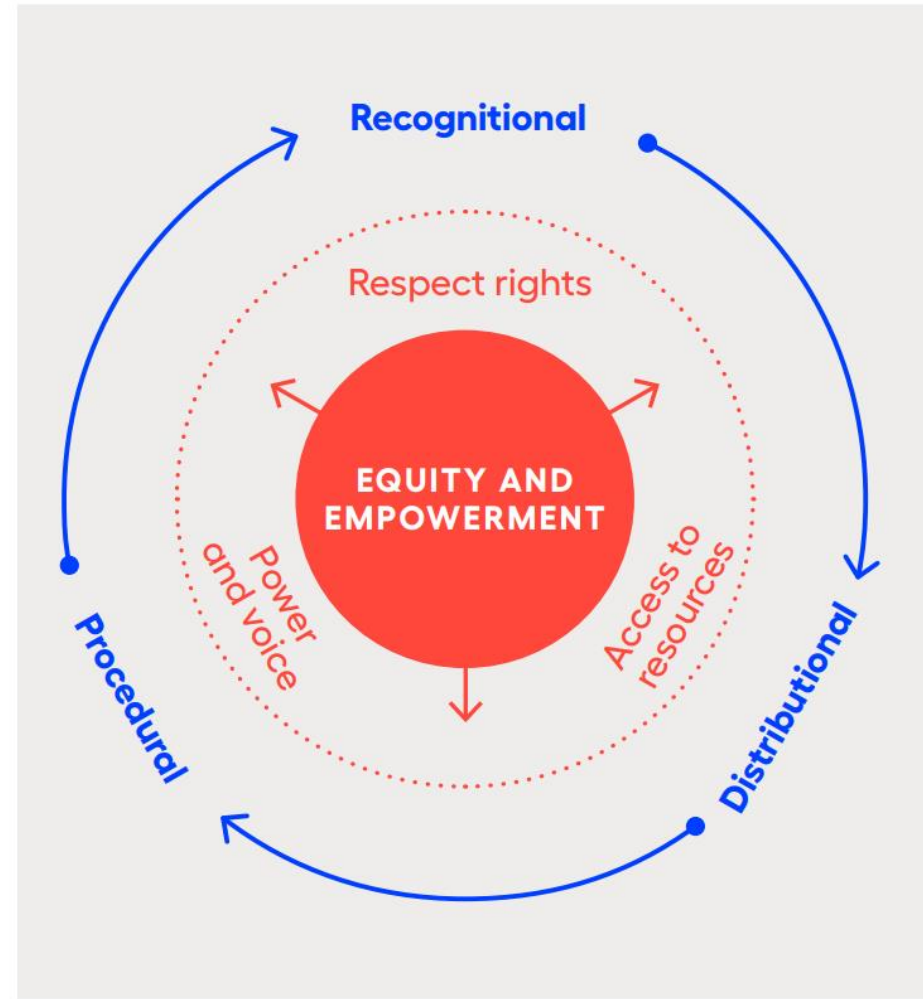 Recognitional
Respect rights
EQUITY AND
EMPOWERMENT
Power
and voice
Access to
resources
Procedural
Distributional